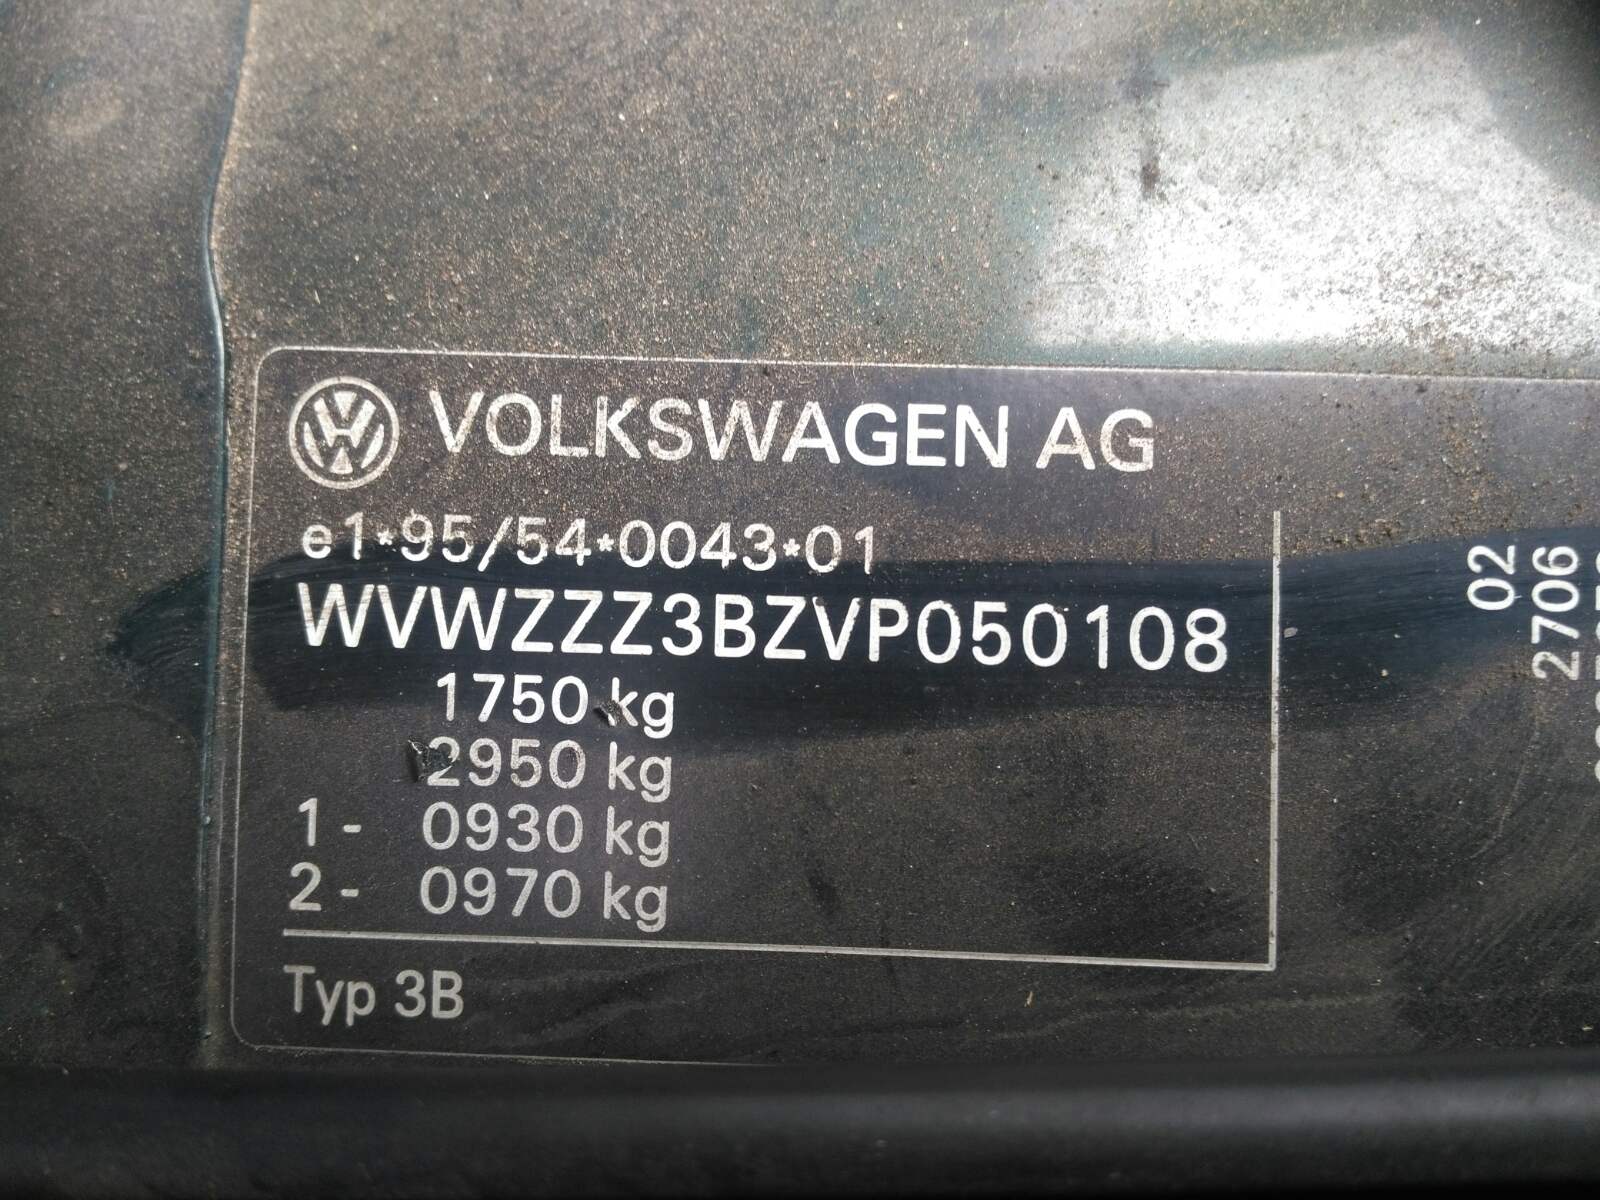 VOLKSWAGEN AG
e1*95/54*0043*01
WVWZZZ3BZVP050108
1750 kg
2950 kg
1- 0930 kg
2- 0970 kg
Typ 3B
02
2706